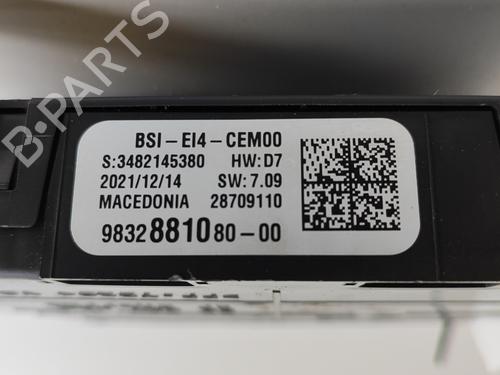 B-PARTS
BSI-EI4-CEM00
S:3482145380 HW:D7
2021/12/14 SW:7.09
MACEDONIA 28709110
9832881080-00